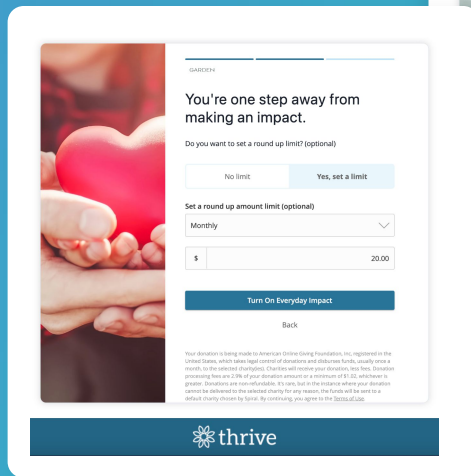 GARDEN
You're one step away from
making an impact.
Do you want to set a round up limit? (optional)
No limit
Yes, set a limit
Set a round up amount limit (optional)
Monthly
$ 20.00
Turn On Everyday Impact
Back
Your donation is being made to American Online Giving Foundation, Inc, registered in the
United States, which takes legal control of donations and disburses funds, usually once a
month, to the selected charity(ies). Charities will receive your donation, less fees. Donation
processing fees are 2.9% of your donation amount or a minimum of $1.02, whichever is
greater. Donations are non-refundable. It's rare, but in the instance where your donation
cannot be delivered to the selected charity for any reason, the funds will be sent to a
default charity chosen by Spiral. By continuing, you agree to the Terms of Use.
thrive